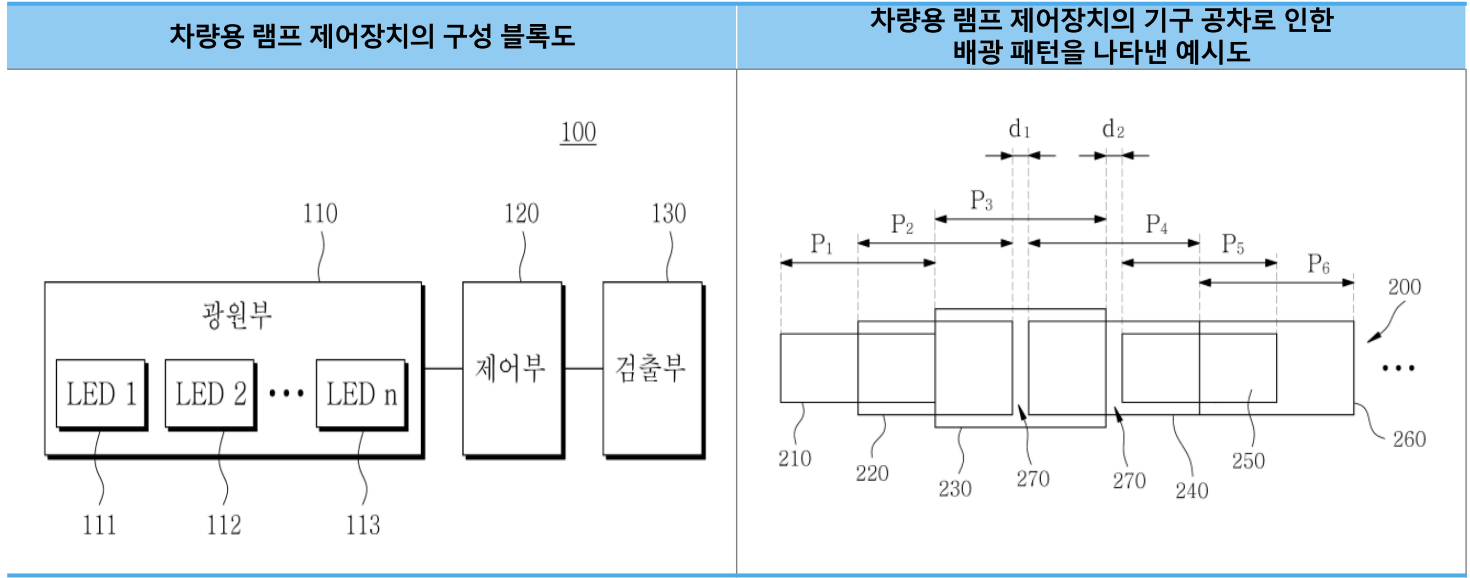 차량용 램프 제어장치의 구성 블록도
차량용 램프 제어장치의 기구 공차로 인한
배광 패턴을 나타낸 예시도
100
110
120
130
광원부
LED 1
LED 2
•••
LED n
제어부
검출부
111
112
113
d₁
d₂
P₃
P₂
P₄
P₁
P₅
P₆
200
•••
210
220
230
270
270
240
250
260